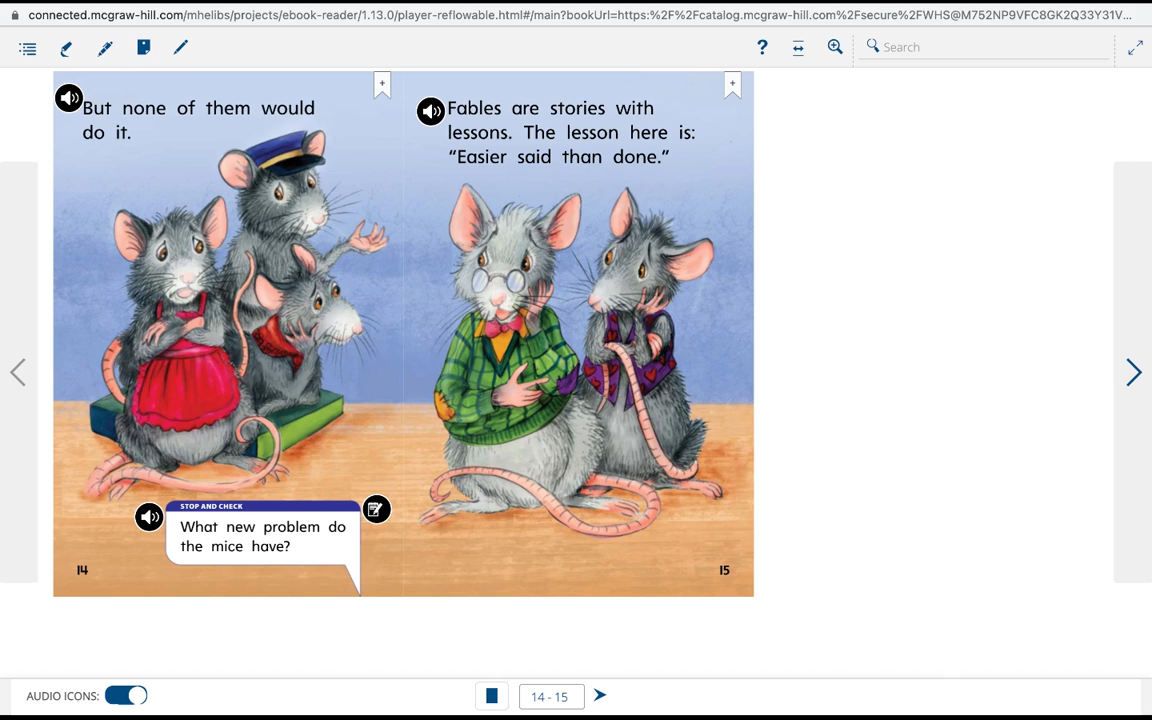 connected.mcgraw-hill.com/mhelibs/projects/ebook-reader/1.13.0/player-reflowable.html#/main?bookUrl=https:%2F%2Fcatalog.mcgraw-hill.com%2Fsecure%2FWHS@M752NP9VFC8GK2Q33Y31V...
? Search
But none of them would
do it.
STOP AND CHECK
What new problem do
the mice have?
14
Fables are stories with
lessons. The lesson here is:
“Easier said than done.”
15
AUDIO ICONS:
14 - 15